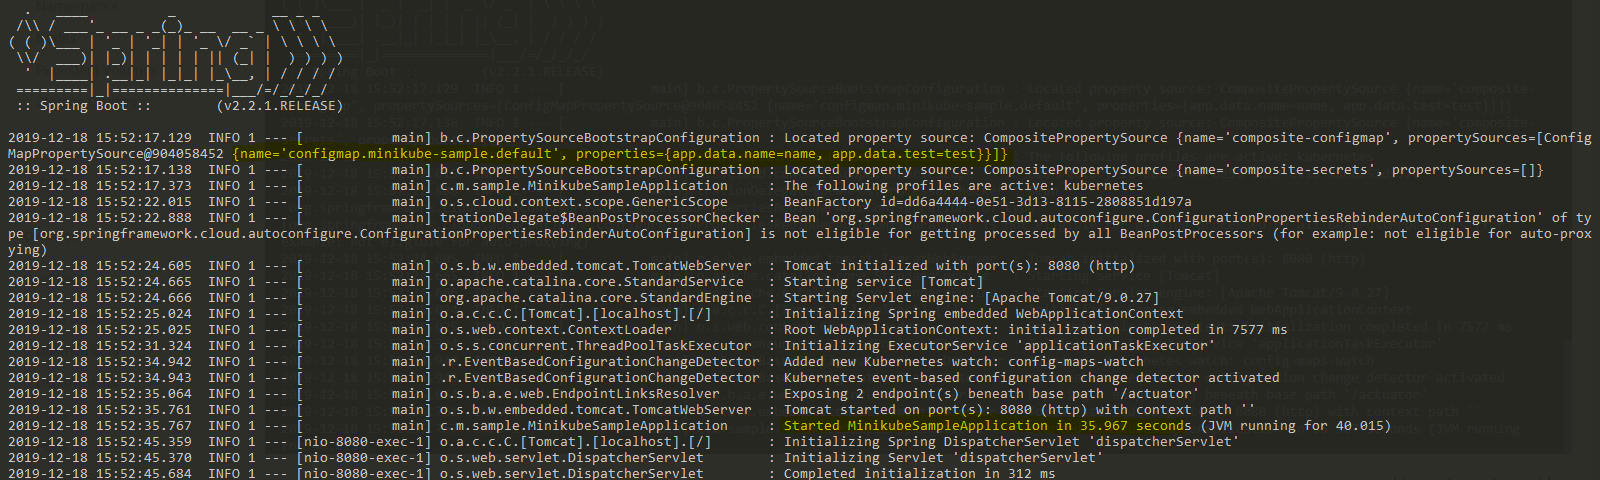 .   ____          _            __ _ _
 /\\ / ___'_ __ _ _(_)_ __  __ _ \ \ \ \
( ( )\___ | '_ | '_| | '_ \/ _` | \ \ \ \
 \\/  ___)| |_)| | | | | || (_| |  ) ) ) )
  '  |____| .__|_| |_|_| |_\__, | / / / /
 =========|_|==============|___/=/_/_/_/
 :: Spring Boot ::        (v2.2.1.RELEASE)
2019-12-18 15:52:17.129  INFO 1 --- [           main] b.c.PropertySourceBootstrapConfiguration : Located property source: CompositePropertySource {name='composite-configmap', propertySources=[Config
MapPropertySource@904058452 {name='configmap.minikube-sample.default', properties={app.data.name=name, app.data.test=test}}]}
2019-12-18 15:52:17.138  INFO 1 --- [           main] b.c.PropertySourceBootstrapConfiguration : Located property source: CompositePropertySource {name='composite-secrets', propertySources=[]}
2019-12-18 15:52:17.373  INFO 1 --- [           main] c.m.sample.MinikubeSampleApplication     : The following profiles are active: kubernetes
2019-12-18 15:52:22.015  INFO 1 --- [           main] o.s.cloud.context.scope.GenericScope     : BeanFactory id=dd6a4444-0e51-3d13-8115-2808851d197a
2019-12-18 15:52:22.888  INFO 1 --- [           main] trationDelegate$BeanPostProcessorChecker : Bean 'org.springframework.cloud.autoconfigure.ConfigurationPropertiesRebinderAutoConfiguration' of ty
pe [org.springframework.cloud.autoconfigure.ConfigurationPropertiesRebinderAutoConfiguration] is not eligible for getting processed by all BeanPostProcessors (for example: not eligible for auto-prox
ying)
2019-12-18 15:52:24.605  INFO 1 --- [           main] o.s.b.w.embedded.tomcat.TomcatWebServer  : Tomcat initialized with port(s): 8080 (http)
2019-12-18 15:52:24.665  INFO 1 --- [           main] o.apache.catalina.core.StandardService   : Starting service [Tomcat]
2019-12-18 15:52:24.666  INFO 1 --- [           main] org.apache.catalina.core.StandardEngine  : Starting Servlet engine: [Apache Tomcat/9.0.27]
2019-12-18 15:52:25.024  INFO 1 --- [           main] o.a.c.c.C.[Tomcat].[localhost].[/]       : Initializing Spring embedded WebApplicationContext
2019-12-18 15:52:25.025  INFO 1 --- [           main] o.s.web.context.ContextLoader            : Root WebApplicationContext: initialization completed in 7577 ms
2019-12-18 15:52:31.324  INFO 1 --- [           main] o.s.s.concurrent.ThreadPoolTaskExecutor  : Initializing ExecutorService 'applicationTaskExecutor'
2019-12-18 15:52:34.942  INFO 1 --- [           main] .r.EventBasedConfigurationChangeDetector : Added new Kubernetes watch: config-maps-watch
2019-12-18 15:52:34.943  INFO 1 --- [           main] .r.EventBasedConfigurationChangeDetector : Kubernetes event-based configuration change detector activated
2019-12-18 15:52:35.064  INFO 1 --- [           main] o.s.b.a.e.web.EndpointLinksResolver      : Exposing 2 endpoint(s) beneath base path '/actuator'
2019-12-18 15:52:35.761  INFO 1 --- [           main] o.s.b.w.embedded.tomcat.TomcatWebServer  : Tomcat started on port(s): 8080 (http) with context path ''
2019-12-18 15:52:35.767  INFO 1 --- [           main] c.m.sample.MinikubeSampleApplication     : Started MinikubeSampleApplication in 35.967 seconds (JVM running for 40.015)
2019-12-18 15:52:45.359  INFO 1 --- [nio-8080-exec-1] o.a.c.c.C.[Tomcat].[localhost].[/]       : Initializing Spring DispatcherServlet 'dispatcherServlet'
2019-12-18 15:52:45.370  INFO 1 --- [nio-8080-exec-1] o.s.web.servlet.DispatcherServlet        : Initializing Servlet 'dispatcherServlet'
2019-12-18 15:52:45.684  INFO 1 --- [nio-8080-exec-1] o.s.web.servlet.DispatcherServlet        : Completed initialization in 312 ms